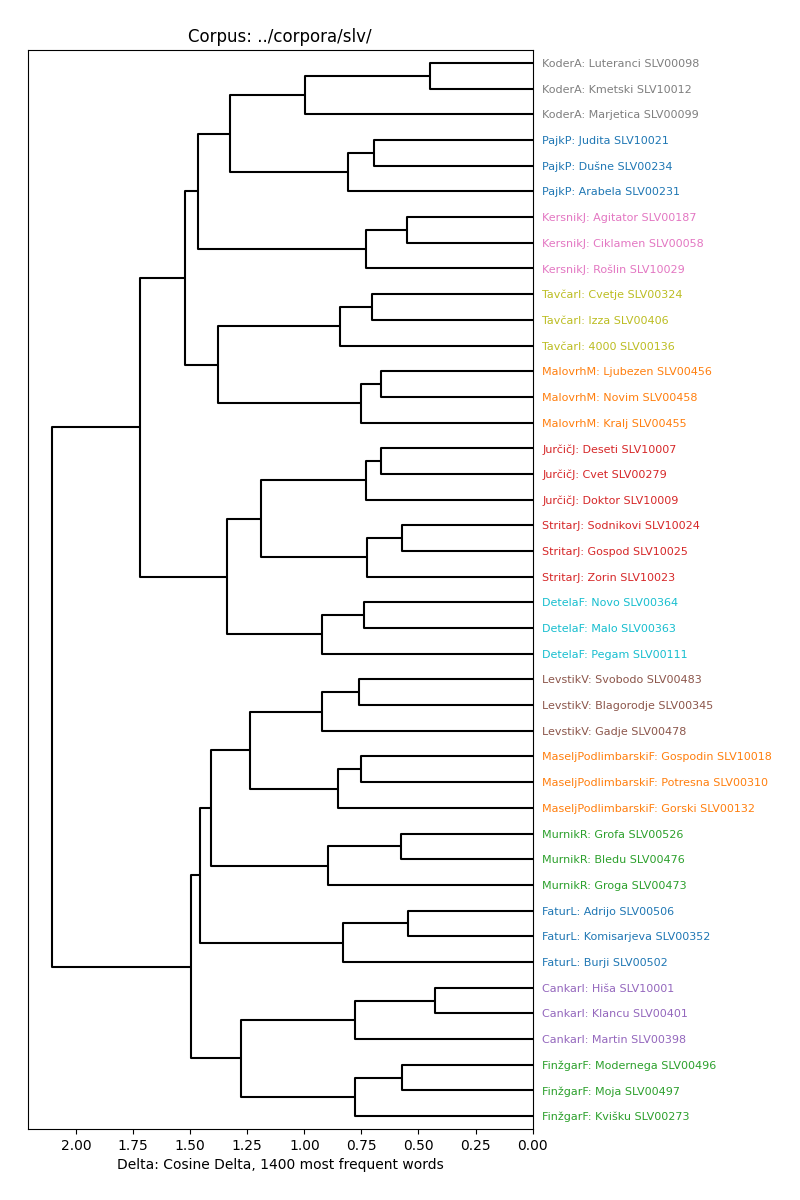 Corpus: ../corpora/slv/
KoderA: Luteranci SLV00098
KoderA: Kmetski SLV10012
KoderA: Marjetica SLV00099
PajkP: Judita SLV10021
PajkP: Dušne SLV00234
PajkP: Arabela SLV00231
KersnikJ: Agitator SLV00187
KersnikJ: Ciklamen SLV00058
KersnikJ: Rošlin SLV10029
TavčarI: Cvetje SLV00324
TavčarI: Izza SLV00406
TavčarI: 4000 SLV00136
MalovrhM: Ljubezen SLV00456
MalovrhM: Novim SLV00458
MalovrhM: Kralj SLV00455
JurčičJ: Deseti SLV10007
JurčičJ: Cvet SLV00279
JurčičJ: Doktor SLV10009
StritarJ: Sodnikovi SLV10024
StritarJ: Gospod SLV10025
StritarJ: Zorin SLV10023
DetelaF: Novo SLV00364
DetelaF: Malo SLV00363
DetelaF: Pegam SLV00111
LevstikV: Svobodo SLV00483
LevstikV: Blagorodje SLV00345
LevstikV: Gadje SLV00478
MaseljPodlimbarskiF: Gospodin SLV10018
MaseljPodlimbarskiF: Potresna SLV00310
MaseljPodlimbarskiF: Gorski SLV00132
MurnikR: Grofa SLV00526
MurnikR: Bledu SLV00476
MurnikR: Groga SLV00473
FaturL: Adrijo SLV00506
FaturL: Komisarjeva SLV00352
FaturL: Burji SLV00502
CankarI: Hiša SLV10001
CankarI: Klancu SLV00401
CankarI: Martin SLV00398
FinžgarF: Modernega SLV00496
FinžgarF: Moja SLV00497
FinžgarF: Kvišku SLV00273
2.00 1.75 1.50 1.25 1.00 0.75 0.50 0.25 0.00
Delta: Cosine Delta, 1400 most frequent words